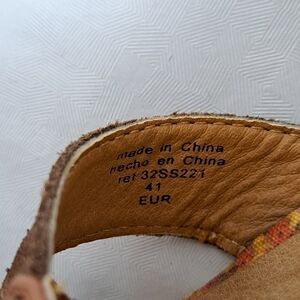 made in China
hecho en China
ref. 32SS221
41
EUR